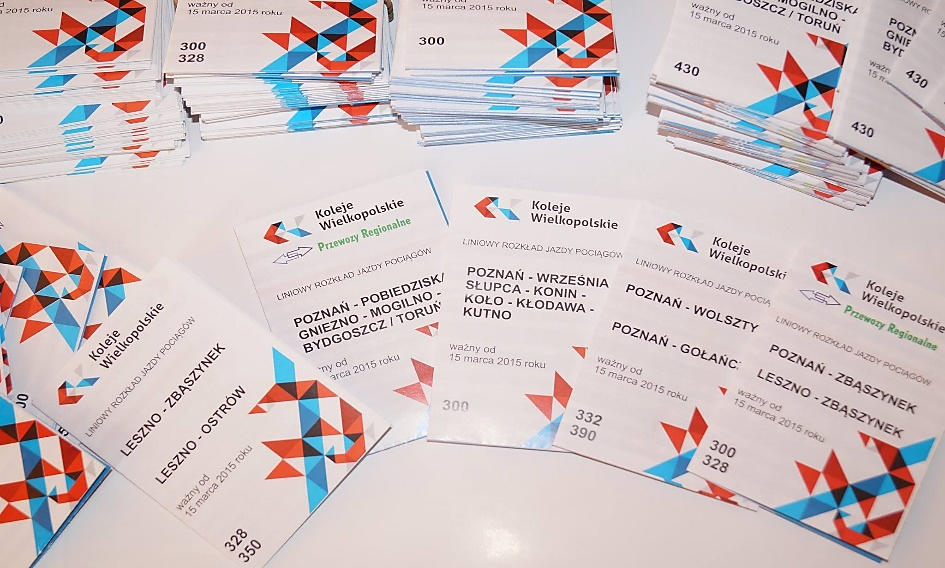 ważny od
15 marca 2015 roku
300
328
ważny od
15 marca 2015 roku
300
POZNAŃ - POBIEDZISKA
MOGILNO -
BYDGOSZCZ / TORUŃ
ważny od
15 marca 2015 roku
430
430
430
Koleje
Wielkopolskie
LINIOWY ROZKŁAD JAZDY POCIĄGÓW
LESZNO - ZBĄSZYNEK
LESZNO - OSTRÓW
ważny od
15 marca 2015 roku
328
350
Koleje
Wielkopolskie
Przewozy Regionalne
LINIOWY ROZKŁAD JAZDY POCIĄGÓW
POZNAŃ - POBIEDZISKA
GNIEZNO - MOGILNO -
BYDGOSZCZ / TORUŃ
ważny od
marca 2015 roku
Koleje
Wielkopolskie
LINIOWY ROZKŁAD JAZDY POCIĄGÓW
POZNAŃ - WRZEŚNIA
SŁUPCA - KONIN -
KOŁO - KŁODAWA -
KUTNO
ważny od
15 marca 2015 roku
300
Koleje
Wielkopolski
LINIOWY ROZKŁAD JAZDY POCIĄ
POZNAŃ - WOLSZTY
POZNAŃ - GOŁAŃC
ważny od
15 marca 2015 roku
332
390
Koleje
Wielkopolskie
Przewozy Regionalne
LINIOWY ROZKŁAD JAZDY POCIĄGÓW
POZNAŃ - ZBĄSZYNEK
LESZNO - ZBĄSZYNEK
ważny od
15 marca 2015 roku
300
328